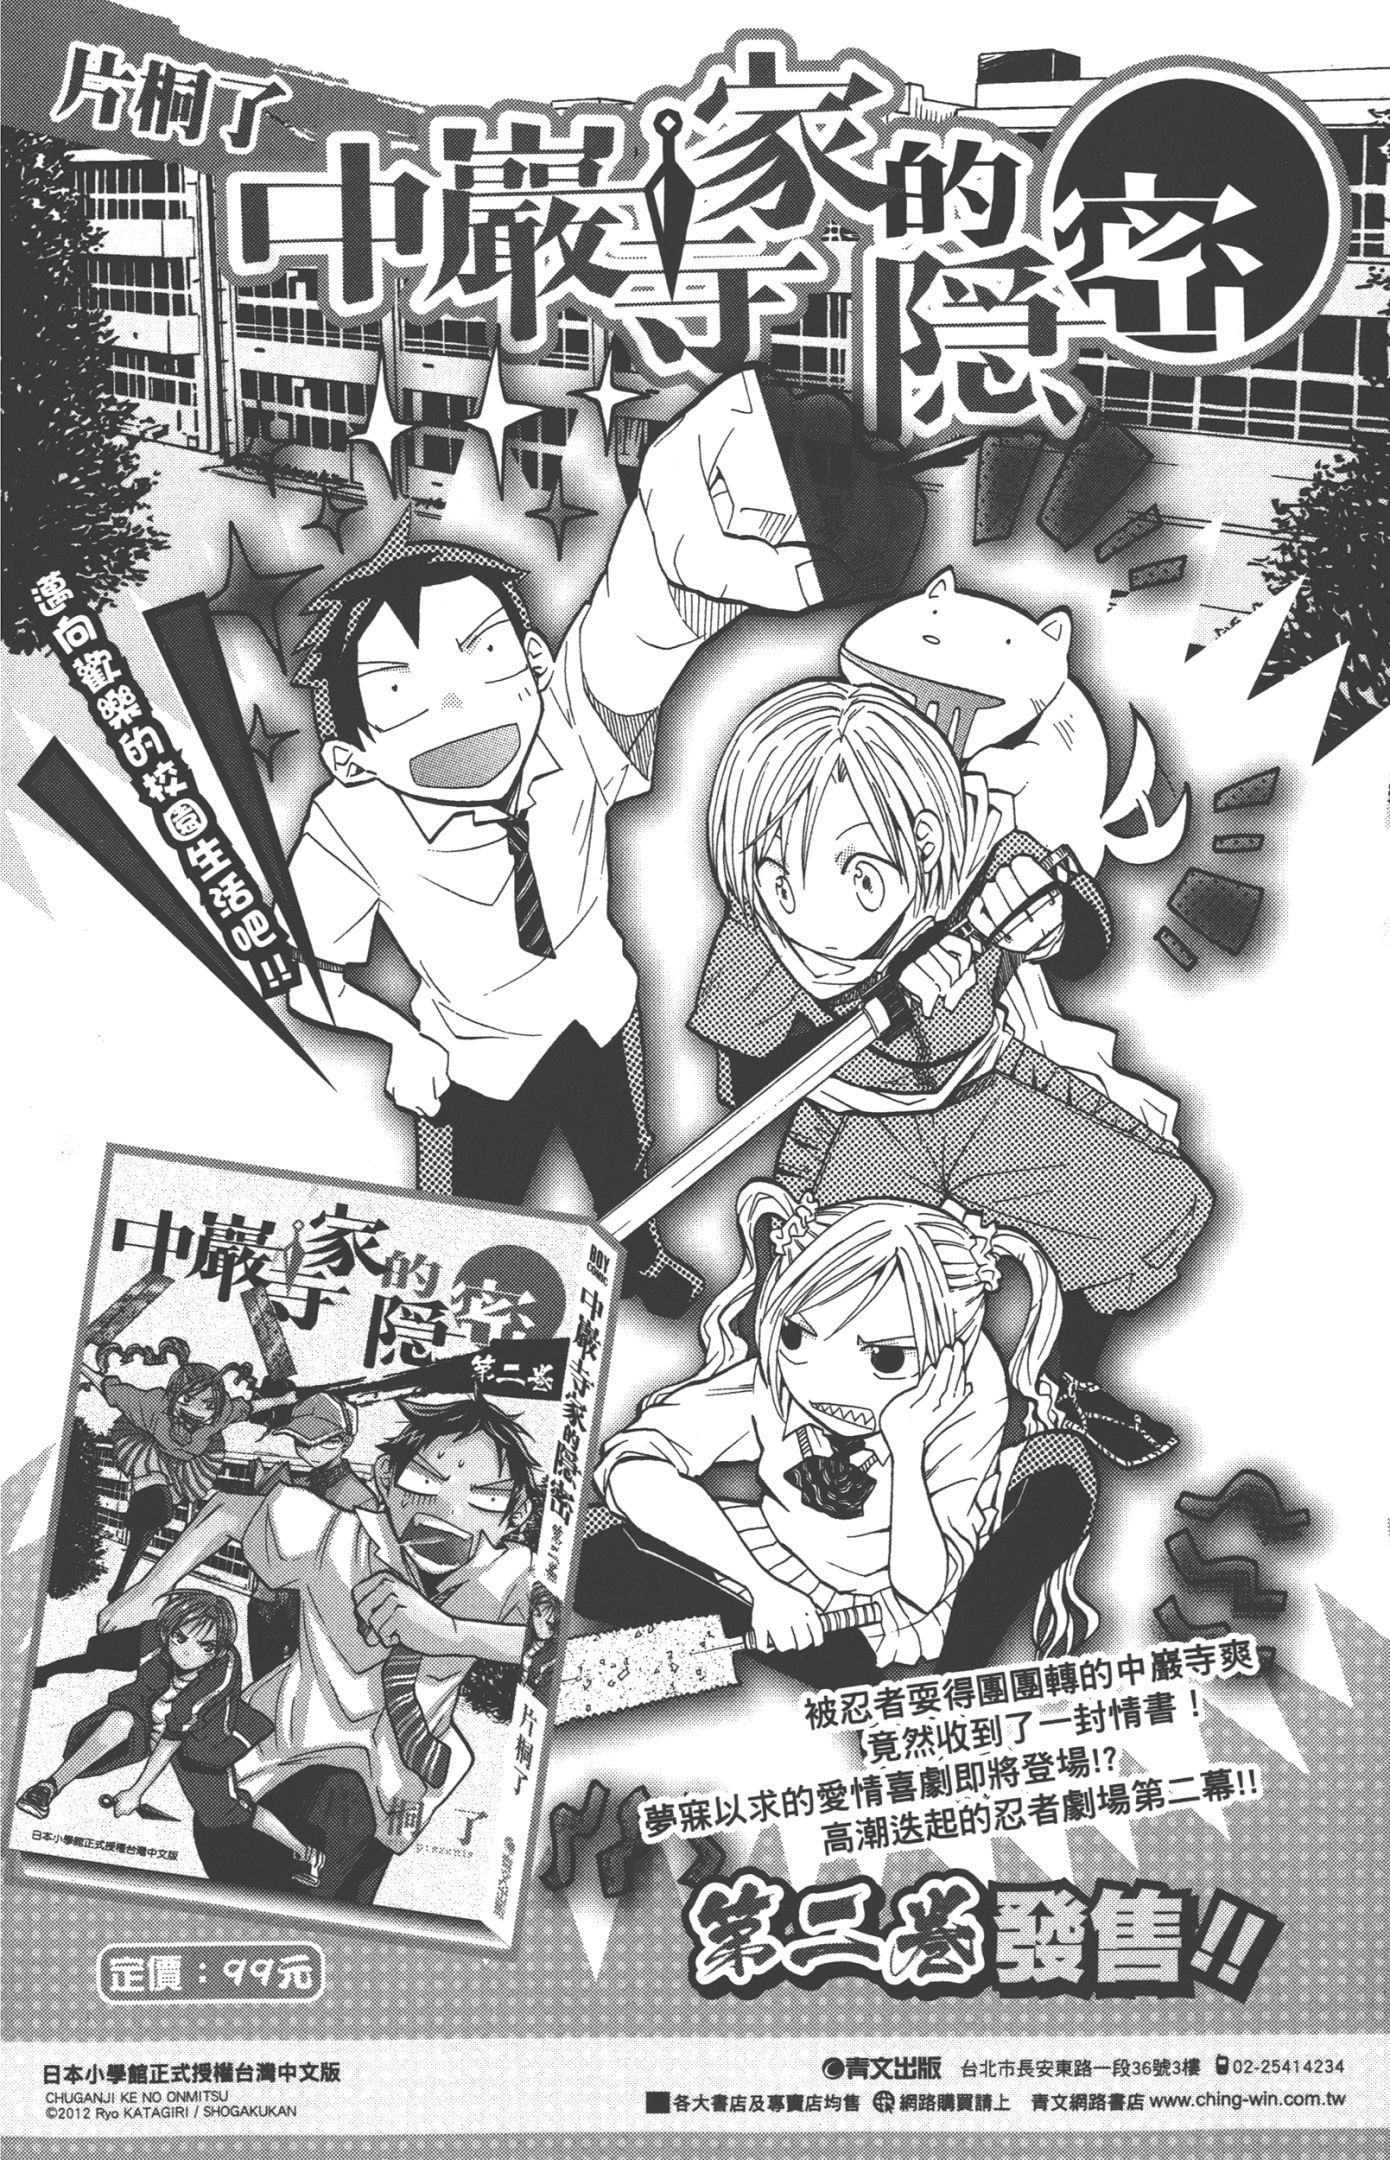 片桐了
中巖寺家的隠密
邁向歡樂的校園生活吧!!
中巖寺家的隠密
第二巻
BOY COMIC
中巖寺家的隠密
片桐了
桐了
presents
日本小學館正式授權台灣中文版
被忍者耍得團團轉的中巖寺爽
竟然收到了一封情書！
夢寐以求的愛情喜劇即將登場!?
高潮迭起的忍者劇場第二幕!!
第二巻發售!!
定價：99元
日本小學館正式授權台灣中文版
CHUGANJI KE NO ONMITSU
©2012 Ryo KATAGIRI / SHOGAKUKAN
青文出版 台北市長安東路一段36號3樓 02-25414234
各大書店及專賣店均售 網路購買請上 青文網路書店 www.ching-win.com.tw